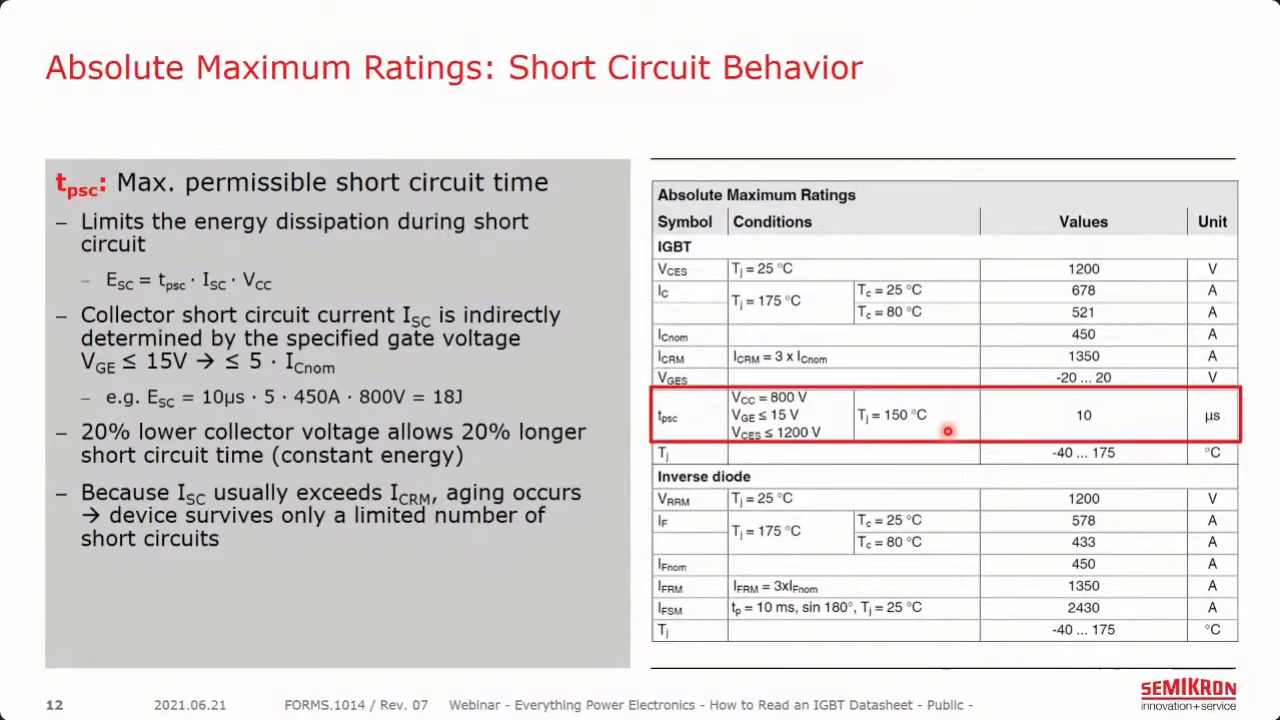 Absolute Maximum Ratings: Short Circuit Behavior
tpsc: Max. permissible short circuit time
– Limits the energy dissipation during short
circuit
– ESC = tpsc · ISC · VCC
– Collector short circuit current ISC is indirectly
determined by the specified gate voltage
VGE ≤ 15V → ≤ 5 · ICnom
– e.g. ESC = 10µs · 5 · 450A · 800V = 18J
– 20% lower collector voltage allows 20% longer
short circuit time (constant energy)
– Because ISC usually exceeds ICRM, aging occurs
→ device survives only a limited number of
short circuits
Absolute Maximum Ratings
Symbol Conditions Values Unit
IGBT
VCES Tj = 25 °C 1200 V
IC Tj = 175 °C Tc = 25 °C 678 A
Tc = 80 °C 521 A
ICnom 450 A
ICRM ICRM = 3 x ICnom 1350 A
VGES -20 ... 20 V
tpsc VCC = 800 V
VGE ≤ 15 V Tj = 150 °C 10 µs
VCES ≤ 1200 V
Tj -40 ... 175 °C
Inverse diode
VRRM Tj = 25 °C 1200 V
IF Tj = 175 °C Tc = 25 °C 578 A
Tc = 80 °C 433 A
IFnom 450 A
IFRM IFRM = 3xIFnom 1350 A
IFSM tp = 10 ms, sin 180°, Tj = 25 °C 2430 A
Tj -40 ... 175 °C
12 2021.06.21 FORMS.1014 / Rev. 07 Webinar - Everything Power Electronics - How to Read an IGBT Datasheet - Public -
SEMIKRON
innovation+service